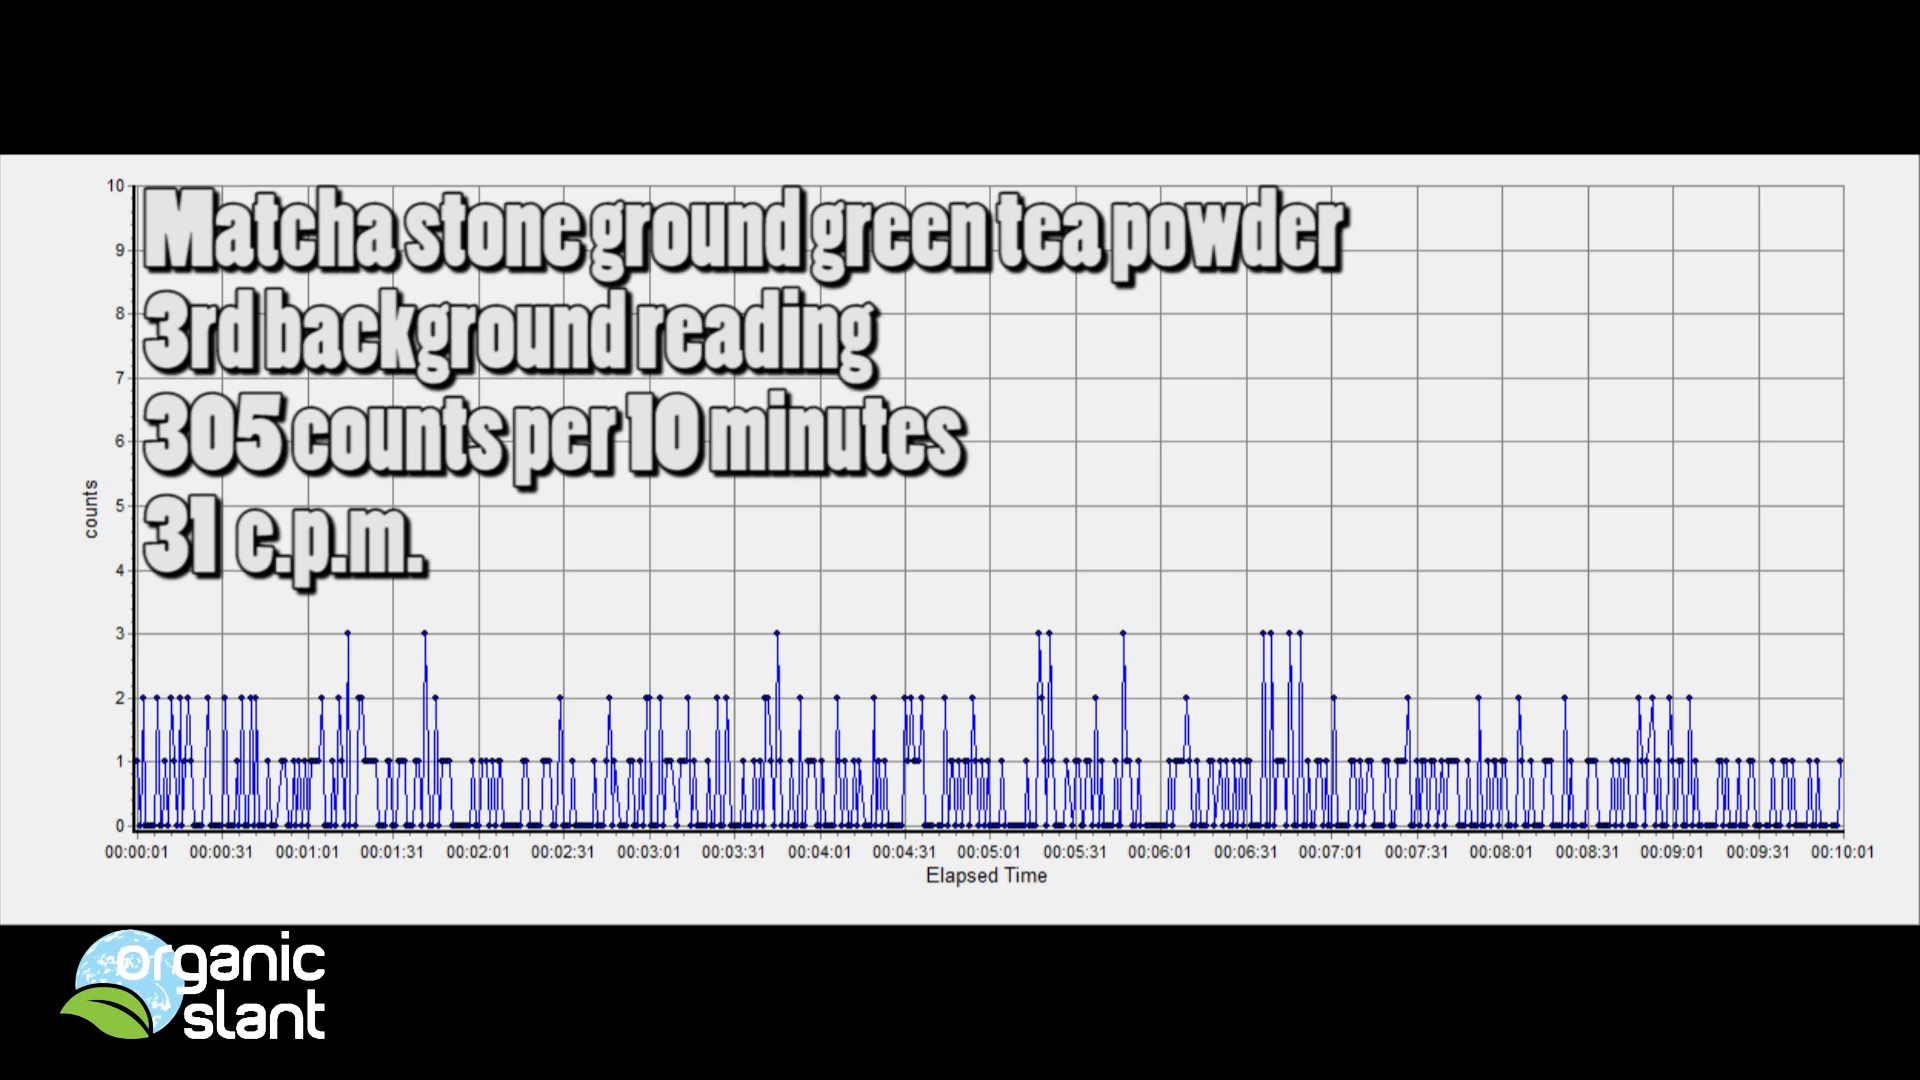 Matcha stone ground green tea powder
3rd background reading
305 counts per 10 minutes
31 c.p.m.
10
9
8
7
6
5
4
3
2
1
0
counts
00:00:01 00:00:31 00:01:01 00:01:31 00:02:01 00:02:31 00:03:01 00:03:31 00:04:01 00:04:31 00:05:01 00:05:31 00:06:01 00:06:31 00:07:01 00:07:31 00:08:01 00:08:31 00:09:01 00:09:31 00:10:01
Elapsed Time
organic
slant